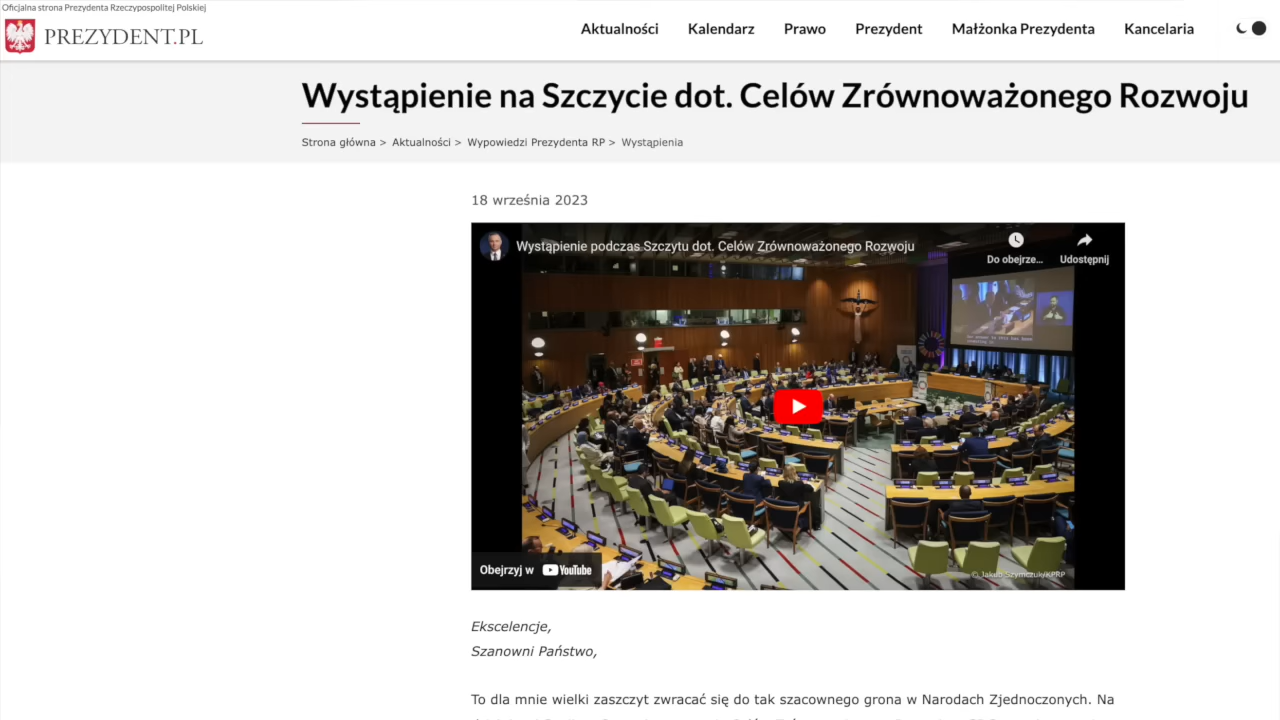 Oficjalna strona Prezydenta Rzeczypospolitej Polskiej
PREZYDENT.PL
Aktualności Kalendarz Prawo Prezydent Małżonka Prezydenta Kancelaria
Wystąpienie na Szczycie dot. Celów Zrównoważonego Rozwoju
Strona główna > Aktualności > Wypowiedzi Prezydenta RP > Wystąpienia
18 września 2023
Wystąpienie podczas Szczytu dot. Celów Zrównoważonego Rozwoju
Do obejrze... Udostępnij
© Jakub Szymczuk/KPRP
Obejrzyj w YouTube
Ekscelencje,
Szanowni Państwo,
To dla mnie wielki zaszczyt zwracać się do tak szacownego grona w Narodach Zjednoczonych. Na